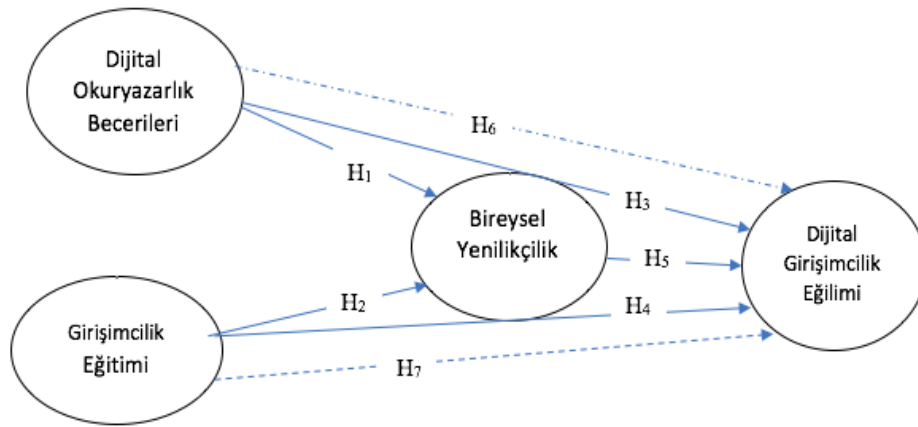 Dijital
Okuryazarlık
Becerileri
H₆
H₁
H₃
Bireysel
Yenilikçilik
Dijital
Girişimcilik
Eğilimi
H₅
H₂
H₄
Girişimcilik
Eğitimi
H₇